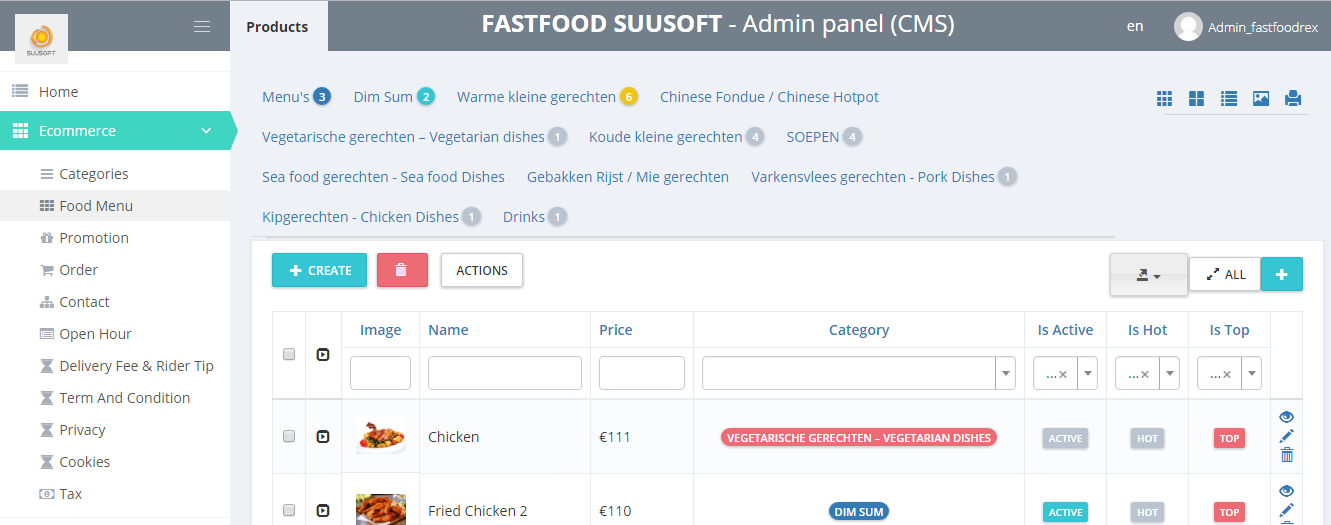 SUUSOFT
Products
FASTFOOD SUUSOFT - Admin panel (CMS)
en
Admin_fastfoodrex
Home
Ecommerce
Categories
Food Menu
Promotion
Order
Contact
Open Hour
Delivery Fee & Rider Tip
Term And Condition
Privacy
Cookies
Tax
Menu's 3 Dim Sum 2 Warme kleine gerechten 6 Chinese Fondue / Chinese Hotpot
Vegetarische gerechten – Vegetarian dishes 1 Koude kleine gerechten 4 SOEPEN 4
Sea food gerechten - Sea food Dishes Gebakken Rijst / Mie gerechten Varkensvlees gerechten - Pork Dishes 1
Kipgerechten - Chicken Dishes 1 Drinks 1
CREATE ACTIONS ALL
Image Name Price Category Is Active Is Hot Is Top
...× ...× ...×
Chicken €111 VEGETARISCHE GERECHTEN – VEGETARIAN DISHES ACTIVE HOT TOP
Fried Chicken 2 €110 DIM SUM ACTIVE HOT TOP